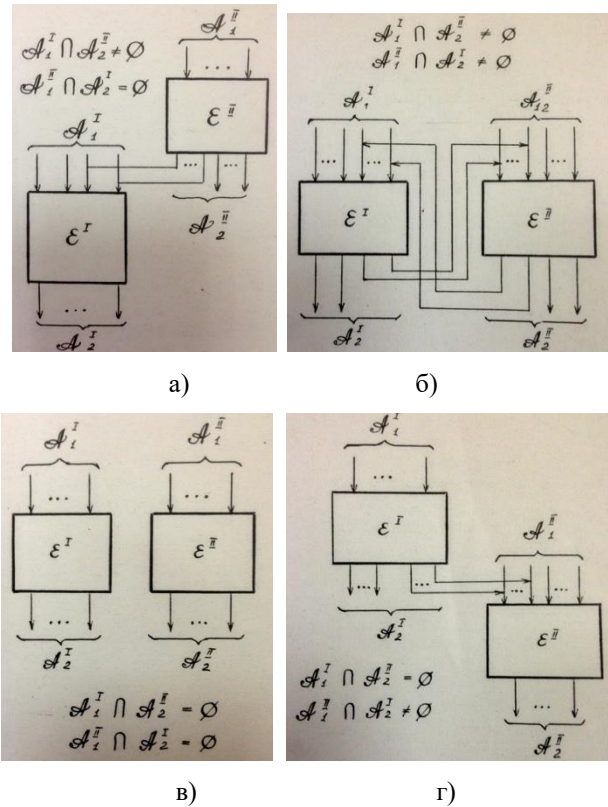 𝒜₁ᴵ ∩ 𝒜₂ᴵᴵ ≠ ∅
𝒜₁ᴵᴵ ∩ 𝒜₂ᴵ = ∅
𝒜₁ᴵᴵ
...
ℰᴵᴵ
𝒜₁ᴵ
... ...
ℰᴵ
𝒜₂ᴵᴵ
...
𝒜₂ᴵ
а)
𝒜₁ᴵ ∩ 𝒜₂ᴵᴵ ≠ ∅
𝒜₁ᴵᴵ ∩ 𝒜₂ᴵ ≠ ∅
𝒜₁ᴵ 𝒜₁₂ᴵᴵ
... ... ... ...
ℰᴵ ℰᴵᴵ
... ...
𝒜₂ᴵ 𝒜₂ᴵᴵ
б)
𝒜₁ᴵ 𝒜₁ᴵᴵ
... ...
ℰᴵ ℰᴵᴵ
... ...
𝒜₂ᴵ 𝒜₂ᴵᴵ
𝒜₁ᴵ ∩ 𝒜₂ᴵᴵ = ∅
𝒜₁ᴵᴵ ∩ 𝒜₂ᴵ = ∅
в)
𝒜₁ᴵ
...
ℰᴵ
𝒜₁ᴵᴵ
... ... ... ...
𝒜₂ᴵ
ℰᴵᴵ
𝒜₁ᴵ ∩ 𝒜₂ᴵᴵ = ∅
𝒜₁ᴵᴵ ∩ 𝒜₂ᴵ ≠ ∅
...
𝒜₂ᴵᴵ
г)